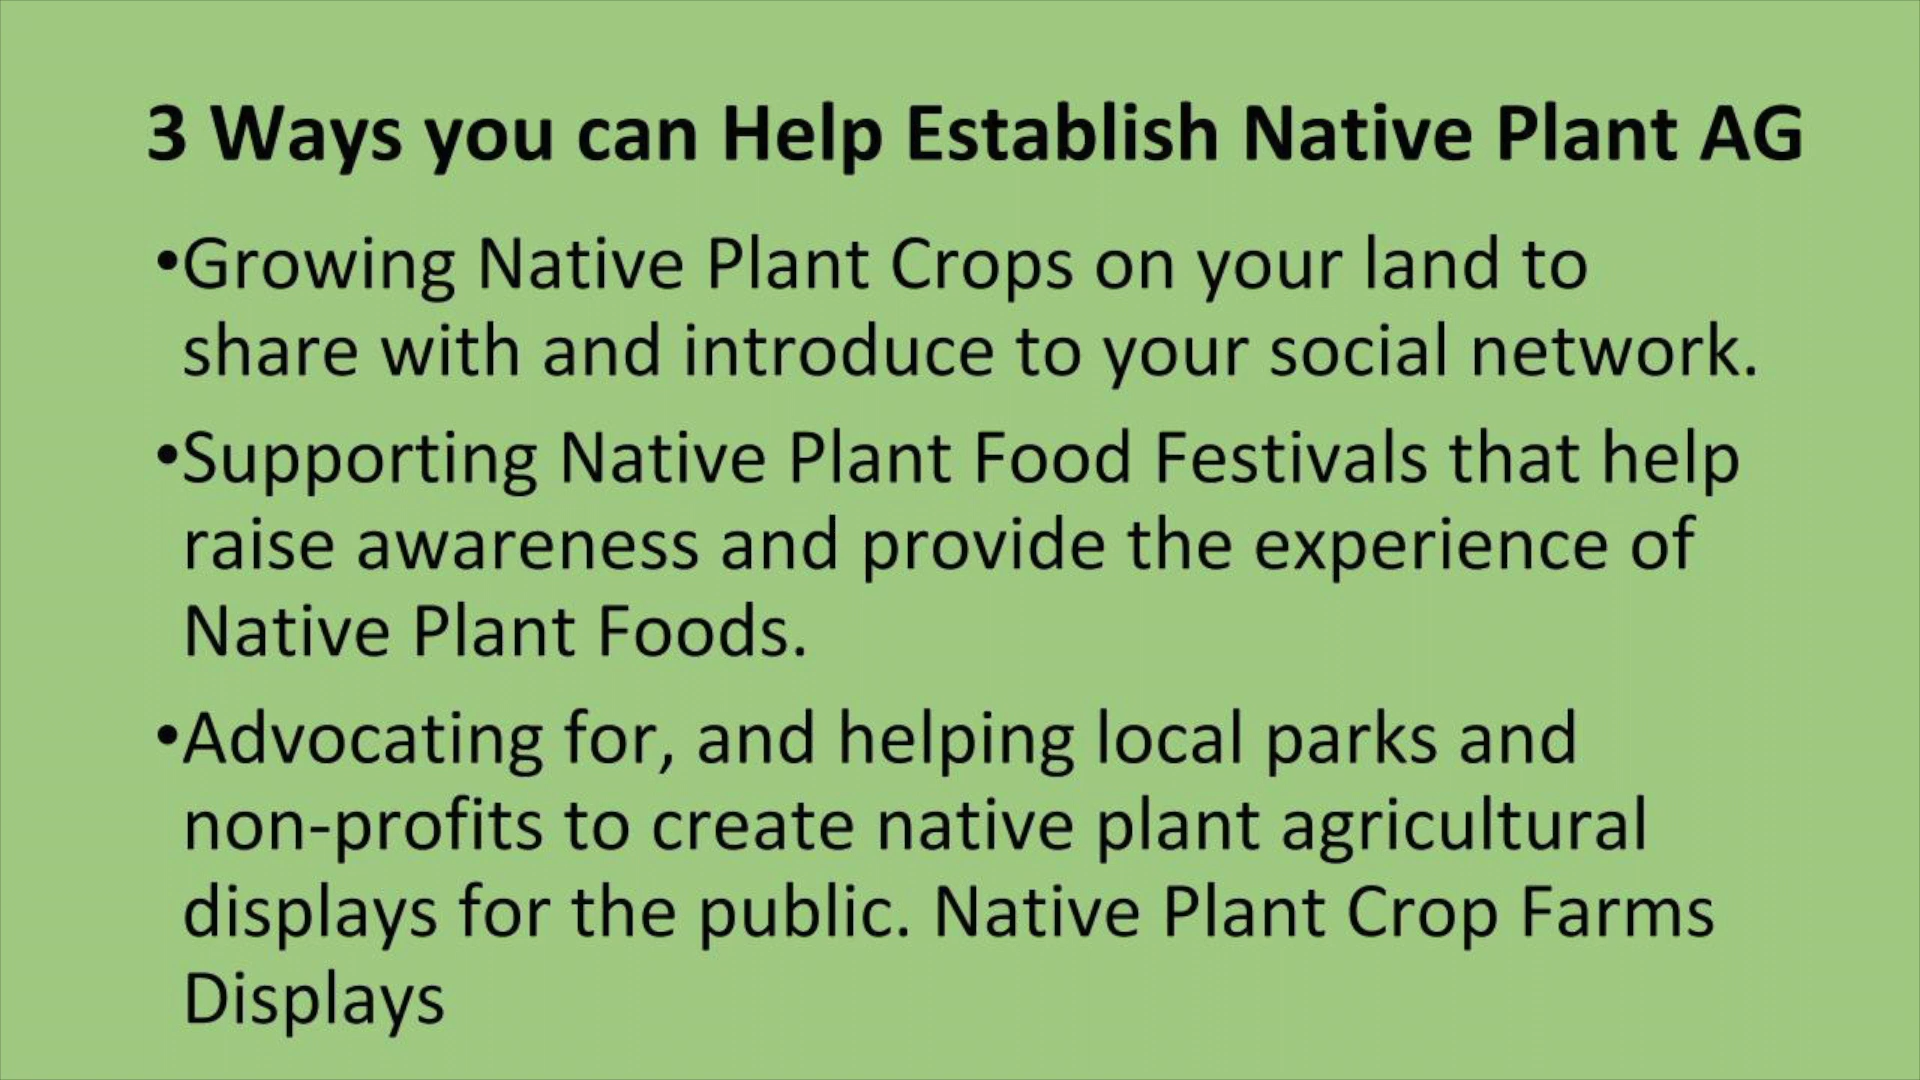 3 Ways you can Help Establish Native Plant AG
•Growing Native Plant Crops on your land to
share with and introduce to your social network.
•Supporting Native Plant Food Festivals that help
raise awareness and provide the experience of
Native Plant Foods.
•Advocating for, and helping local parks and
non-profits to create native plant agricultural
displays for the public. Native Plant Crop Farms
Displays